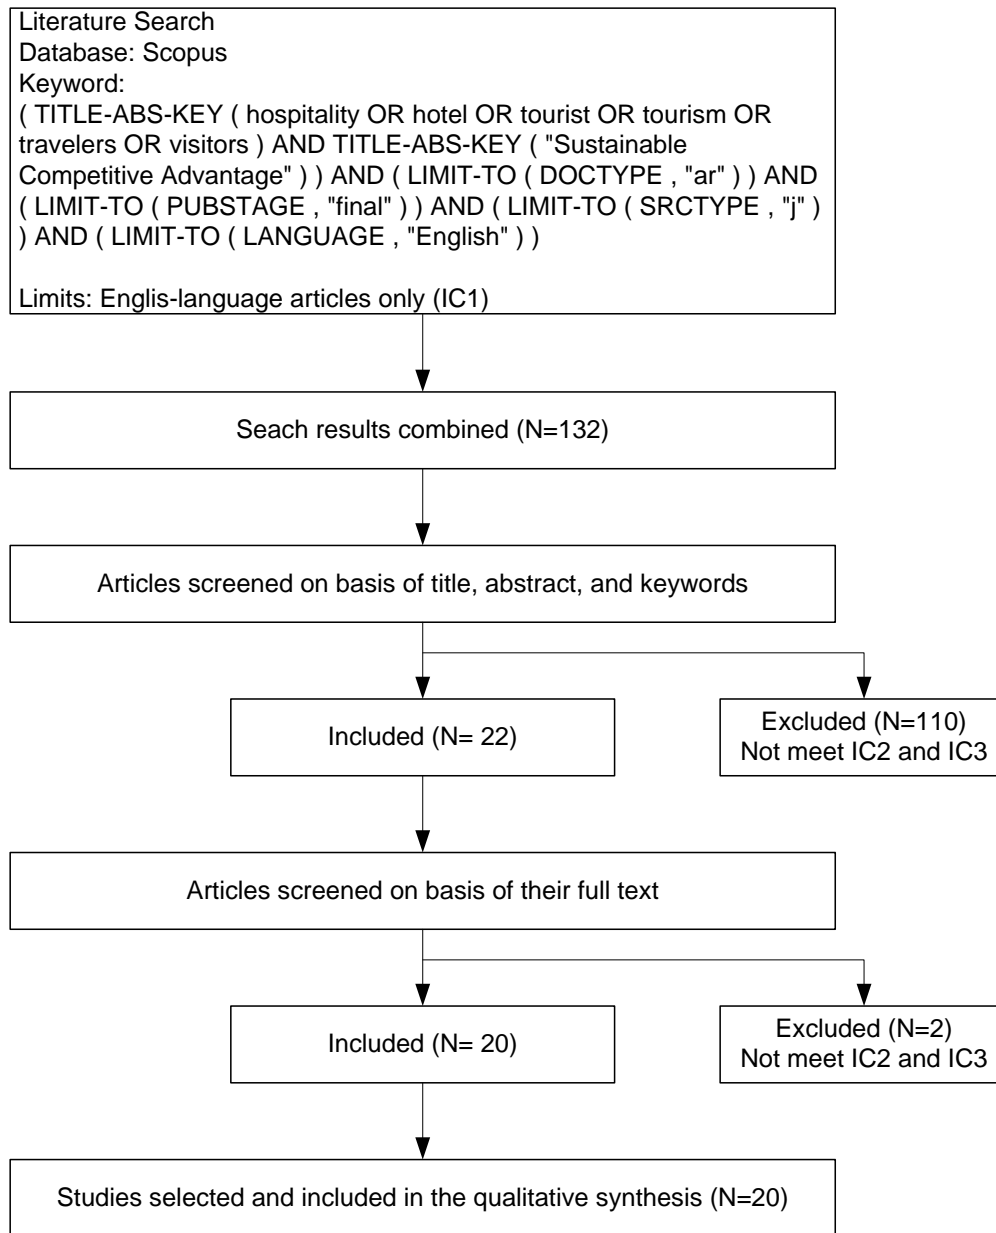 Literature Search
Database: Scopus
Keyword:
( TITLE-ABS-KEY ( hospitality OR hotel OR tourist OR tourism OR
travelers OR visitors ) AND TITLE-ABS-KEY ( "Sustainable
Competitive Advantage" ) ) AND ( LIMIT-TO ( DOCTYPE , "ar" ) ) AND
( LIMIT-TO ( PUBSTAGE , "final" ) ) AND ( LIMIT-TO ( SRCTYPE , "j" )
) AND ( LIMIT-TO ( LANGUAGE , "English" ) )
Limits: Englis-language articles only (IC1)
Seach results combined (N=132)
Articles screened on basis of title, abstract, and keywords
Included (N= 22)
Excluded (N=110)
Not meet IC2 and IC3
Articles screened on basis of their full text
Included (N= 20)
Excluded (N=2)
Not meet IC2 and IC3
Studies selected and included in the qualitative synthesis (N=20)